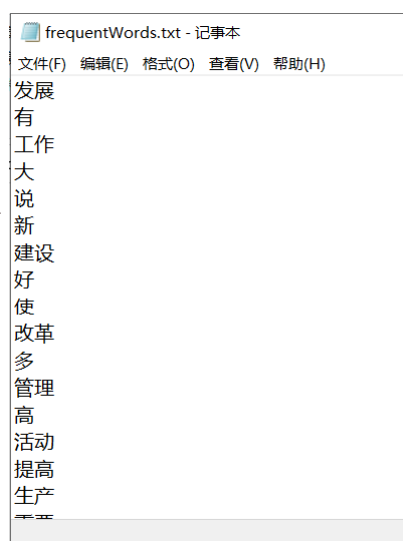 frequentWords.txt - 记事本
文件(F) 编辑(E) 格式(O) 查看(V) 帮助(H)
发展
有
工作
大
说
新
建设
好
使
改革
多
管理
高
活动
提高
生产